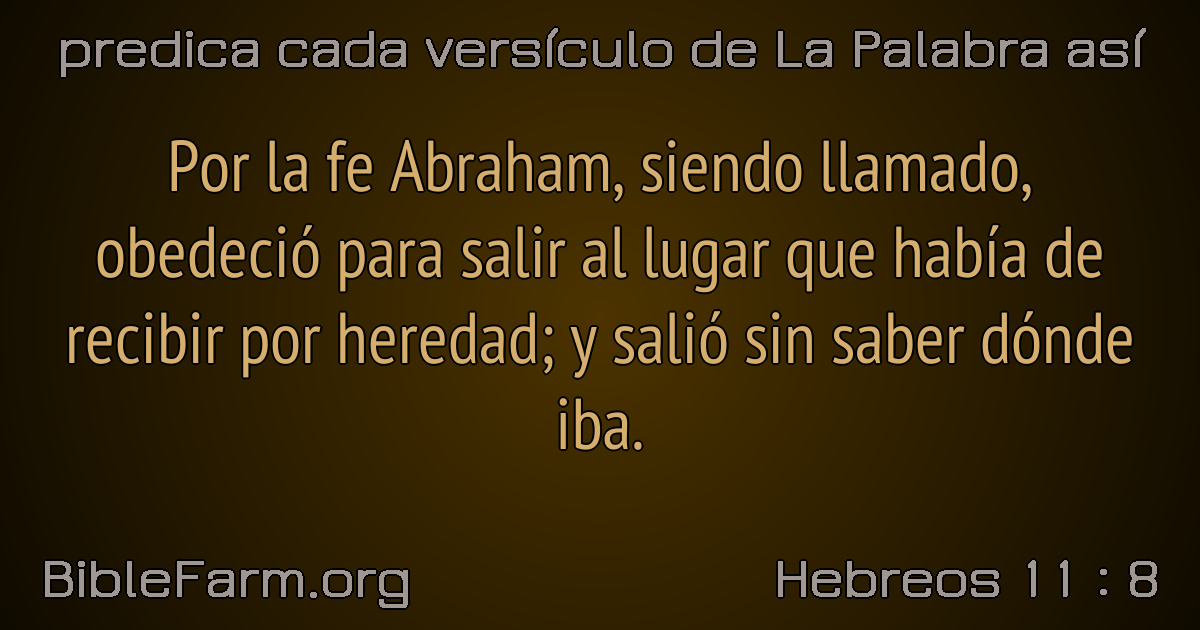 predica cada versículo de La Palabra así
Por la fe Abraham, siendo llamado,
obedeció para salir al lugar que había de
recibir por heredad; y salió sin saber dónde
iba.
BibleFarm.org
Hebreos 11 : 8